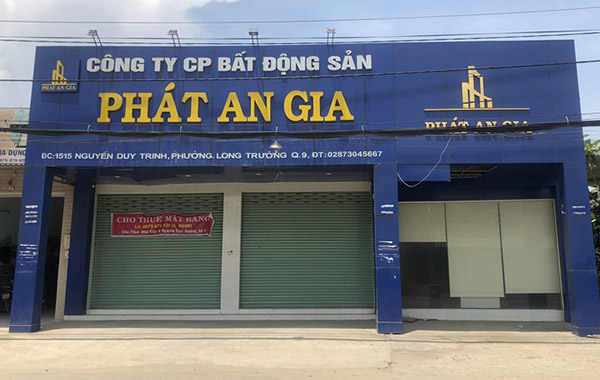 CÔNG TY CP BẤT ĐỘNG SẢN
PHÁT AN GIA
PHÁT AN GIA
PHÁT AN GIA
ĐC:1515 NGUYỄN DUY TRINH, PHƯỜNG LONG TRƯỜNG Q.9, ĐT: 02873045667
CHO THUÊ MẶT BẰNG